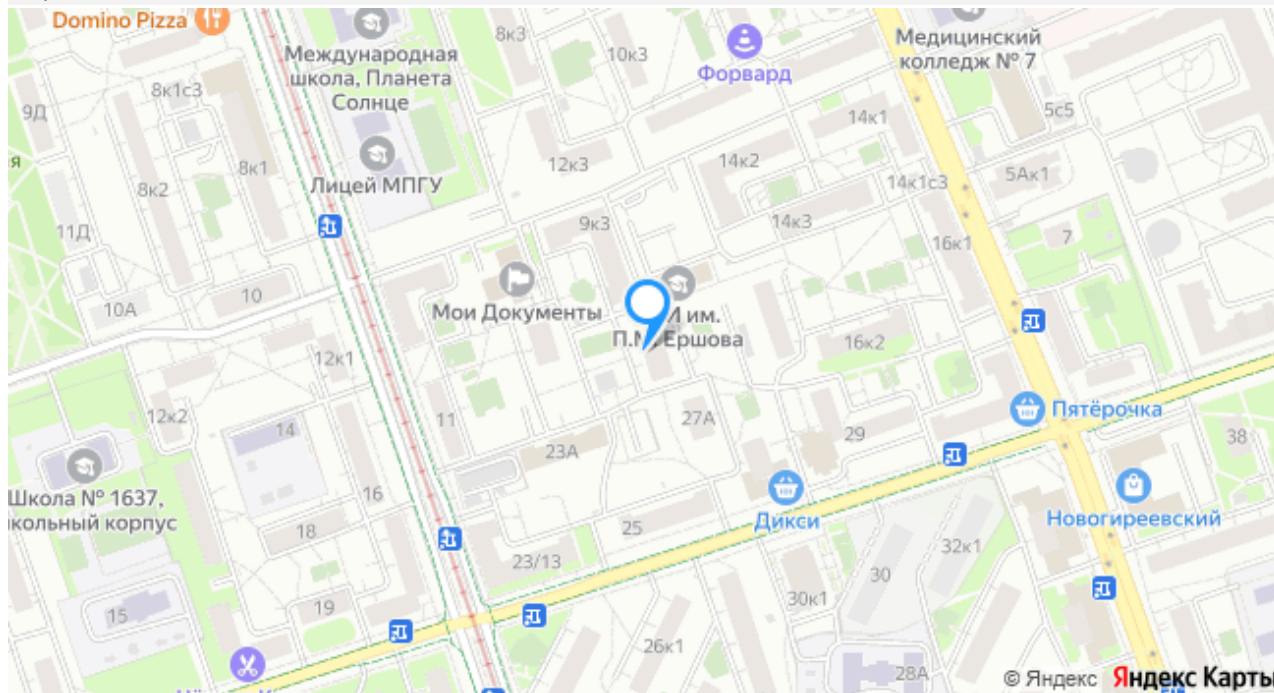 Domino Pizza
Международная
школа, Планета
Солнце
8к3
10к3
Форвард
Медицинский
колледж № 7
9Д
8к1с3
5с5
14к1
я
8к2
8к1
Лицей МПГУ
12к3
14к2
14к1с3
5Ак1
11Д
9к3
14к3
16к1
7
10А
10
Мои Документы
И им.
Ершова
12к1
16к2
12к2
14
11
27А
29
Пятёрочка
38
23А
Школа № 1637,
кольный корпус
16
18
25
Дикси
Новогиреевский
23/13
32к1
30
15
19
30к1
26к1
28А
© Яндекс Яндекс Карты